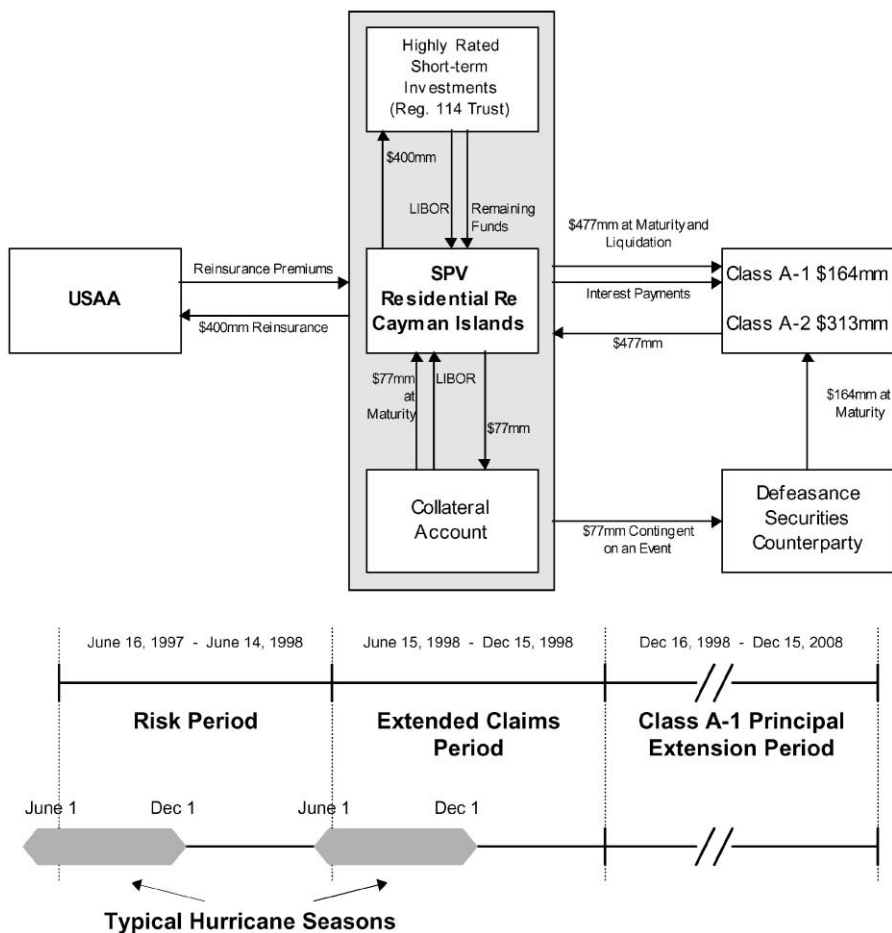 Highly Rated
Short-term
Investments
(Reg. 114 Trust)
$400mm
LIBOR
Remaining
Funds
$477mm at Maturity and
Liquidation
USAA
Reinsurance Premiums
$400mm Reinsurance
SPV
Residential Re
Cayman Islands
Interest Payments
$477mm
Class A-1 $164mm
Class A-2 $313mm
$77mm
at
Maturity
LIBOR
$77mm
$164mm at
Maturity
Collateral
Account
$77mm Contingent
on an Event
Defeasance
Securities
Counterparty
June 16, 1997 - June 14, 1998
June 15, 1998 - Dec 15, 1998
Dec 16, 1998 - Dec 15, 2008
Risk Period
Extended Claims
Period
Class A-1 Principal
Extension Period
June 1
Dec 1
June 1
Dec 1
Typical Hurricane Seasons